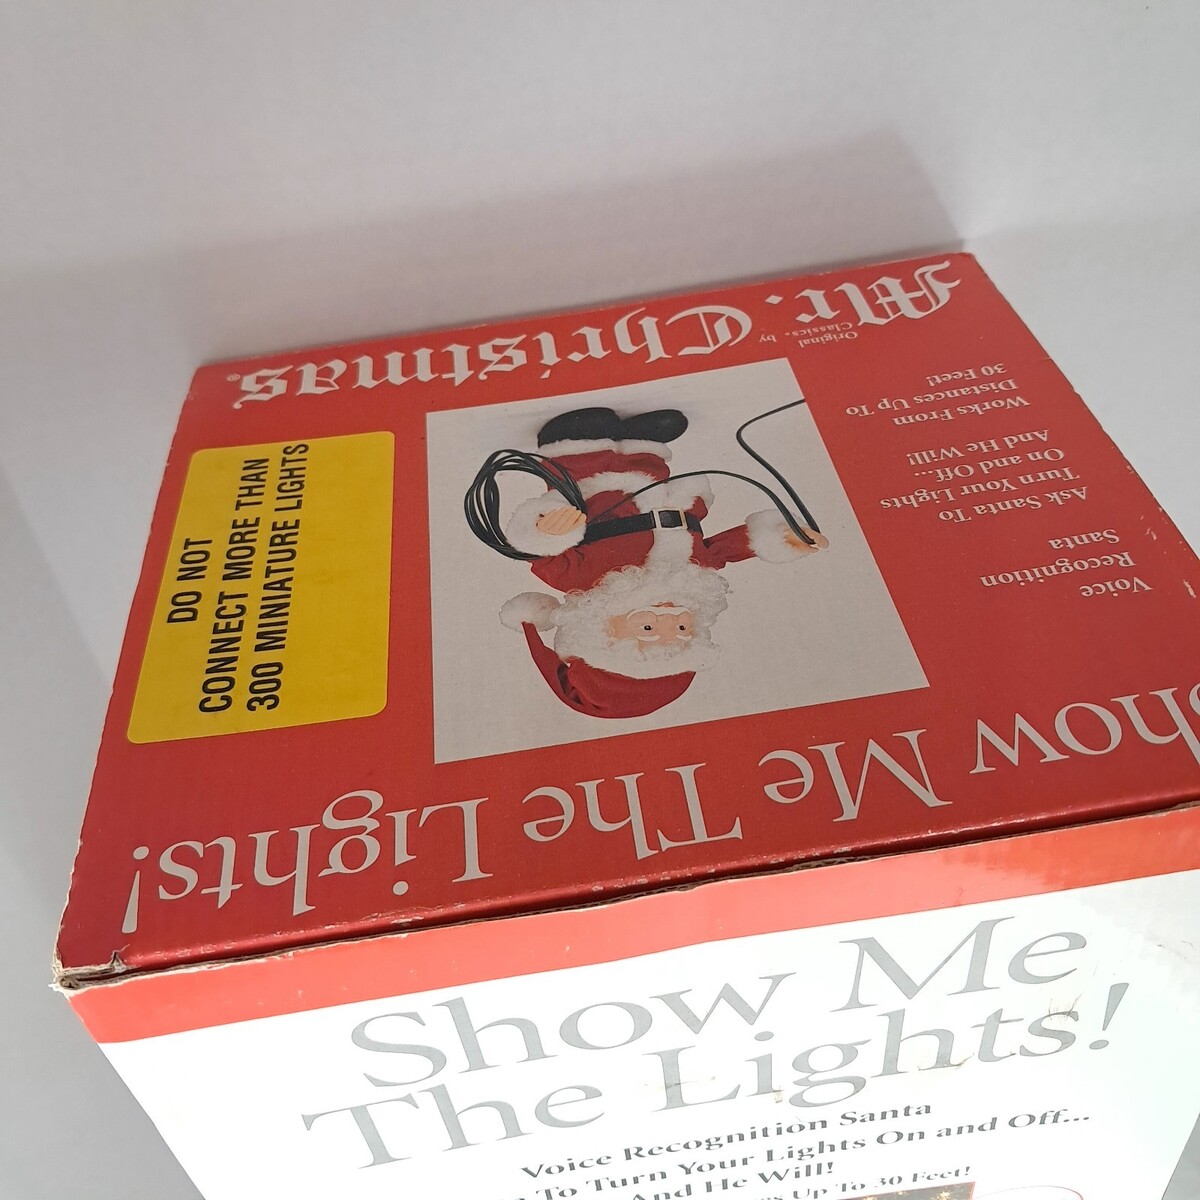 Original
Classics® by
Mr. Christmas®
Works From
Distances Up To
30 Feet!
Ask Santa To
Turn Your Lights
On and Off...
And He Will!
Voice
Recognition
Santa
DO NOT
CONNECT MORE THAN
300 MINIATURE LIGHTS
Show Me The Lights!
Show Me
The Lights!
Voice Recognition Santa
To Turn Your Lights On and Off...
And He Will!
Up To 30 Feet!